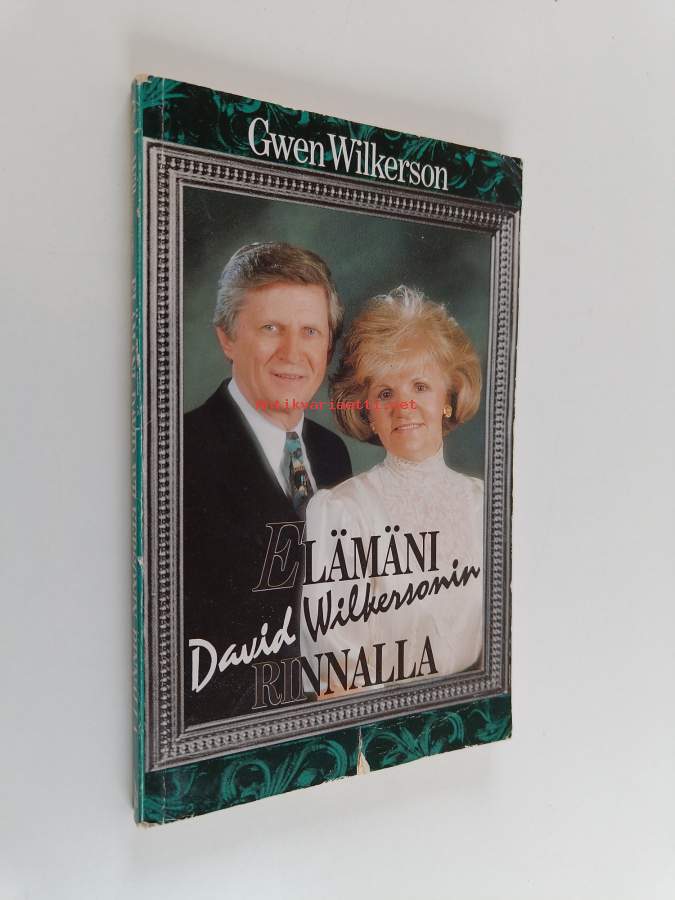 Gwen Wilkerson
antikvariaatti.net
ELÄMÄNI
David Wilkersonin
RINNALLA